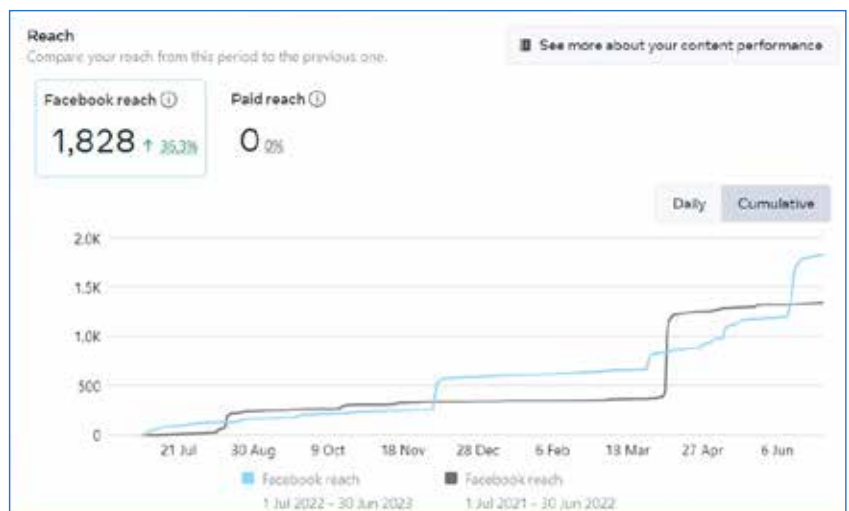 Reach
Compare your reach from this period to the previous one.
See more about your content performance
Facebook reach
Paid reach
1,828 ↑ 36.3%
0 0%
Daily Cumulative
2.0K
1.5K
1.0K
500
0
21 Jul 30 Aug 9 Oct 18 Nov 28 Dec 6 Feb 18 Mar 27 Apr 6 Jun
Facebook reach Facebook reach
1 Jul 2022 - 30 Jun 2023 1 Jul 2021 - 30 Jun 2022